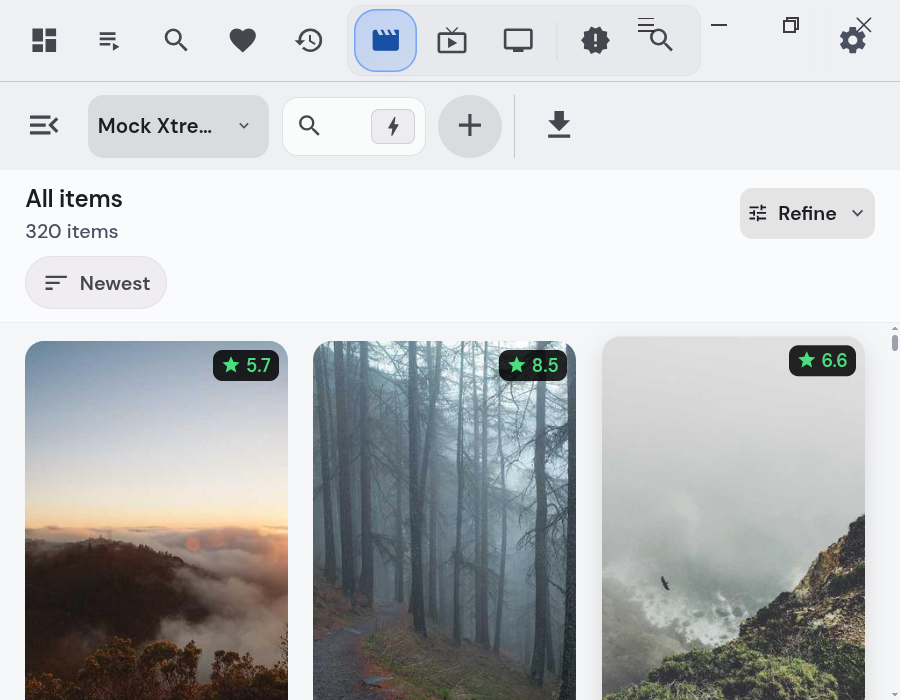 Mock Xtre...
All items
320 items
Refine
Newest
5.7
8.5
6.6